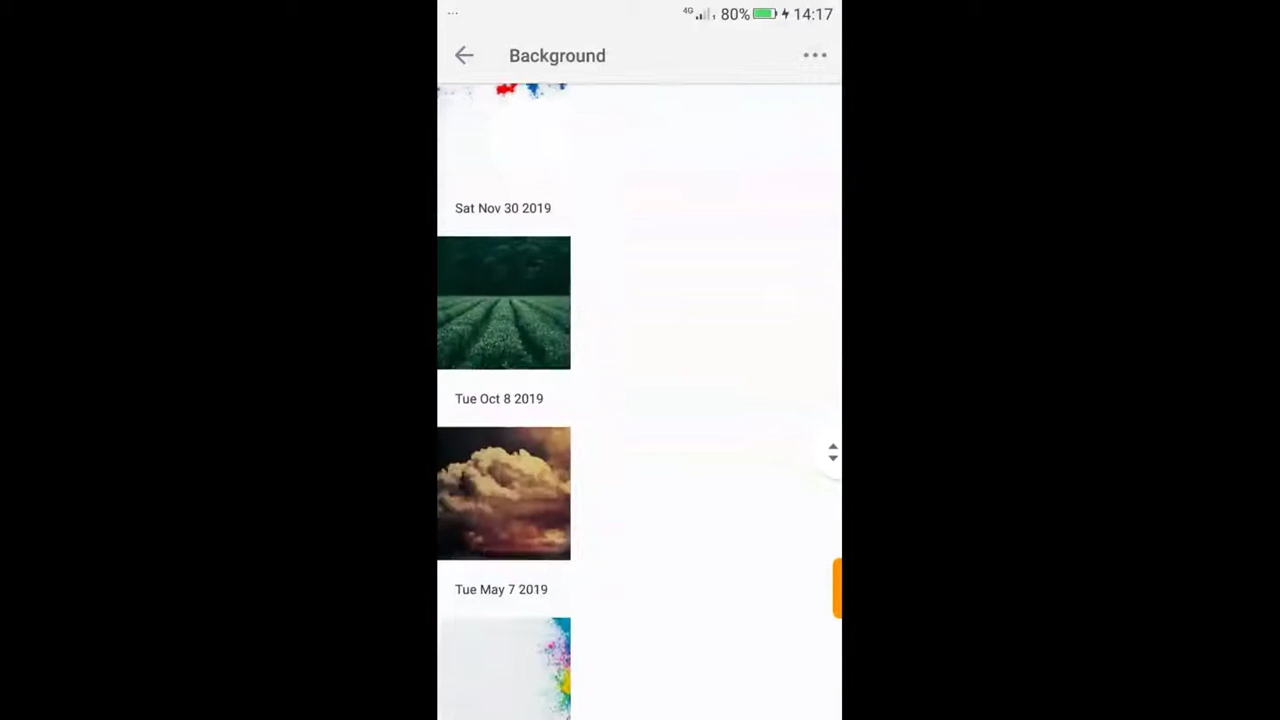 4G 80% 14:17
Background
Sat Nov 30 2019
Tue Oct 8 2019
Tue May 7 2019